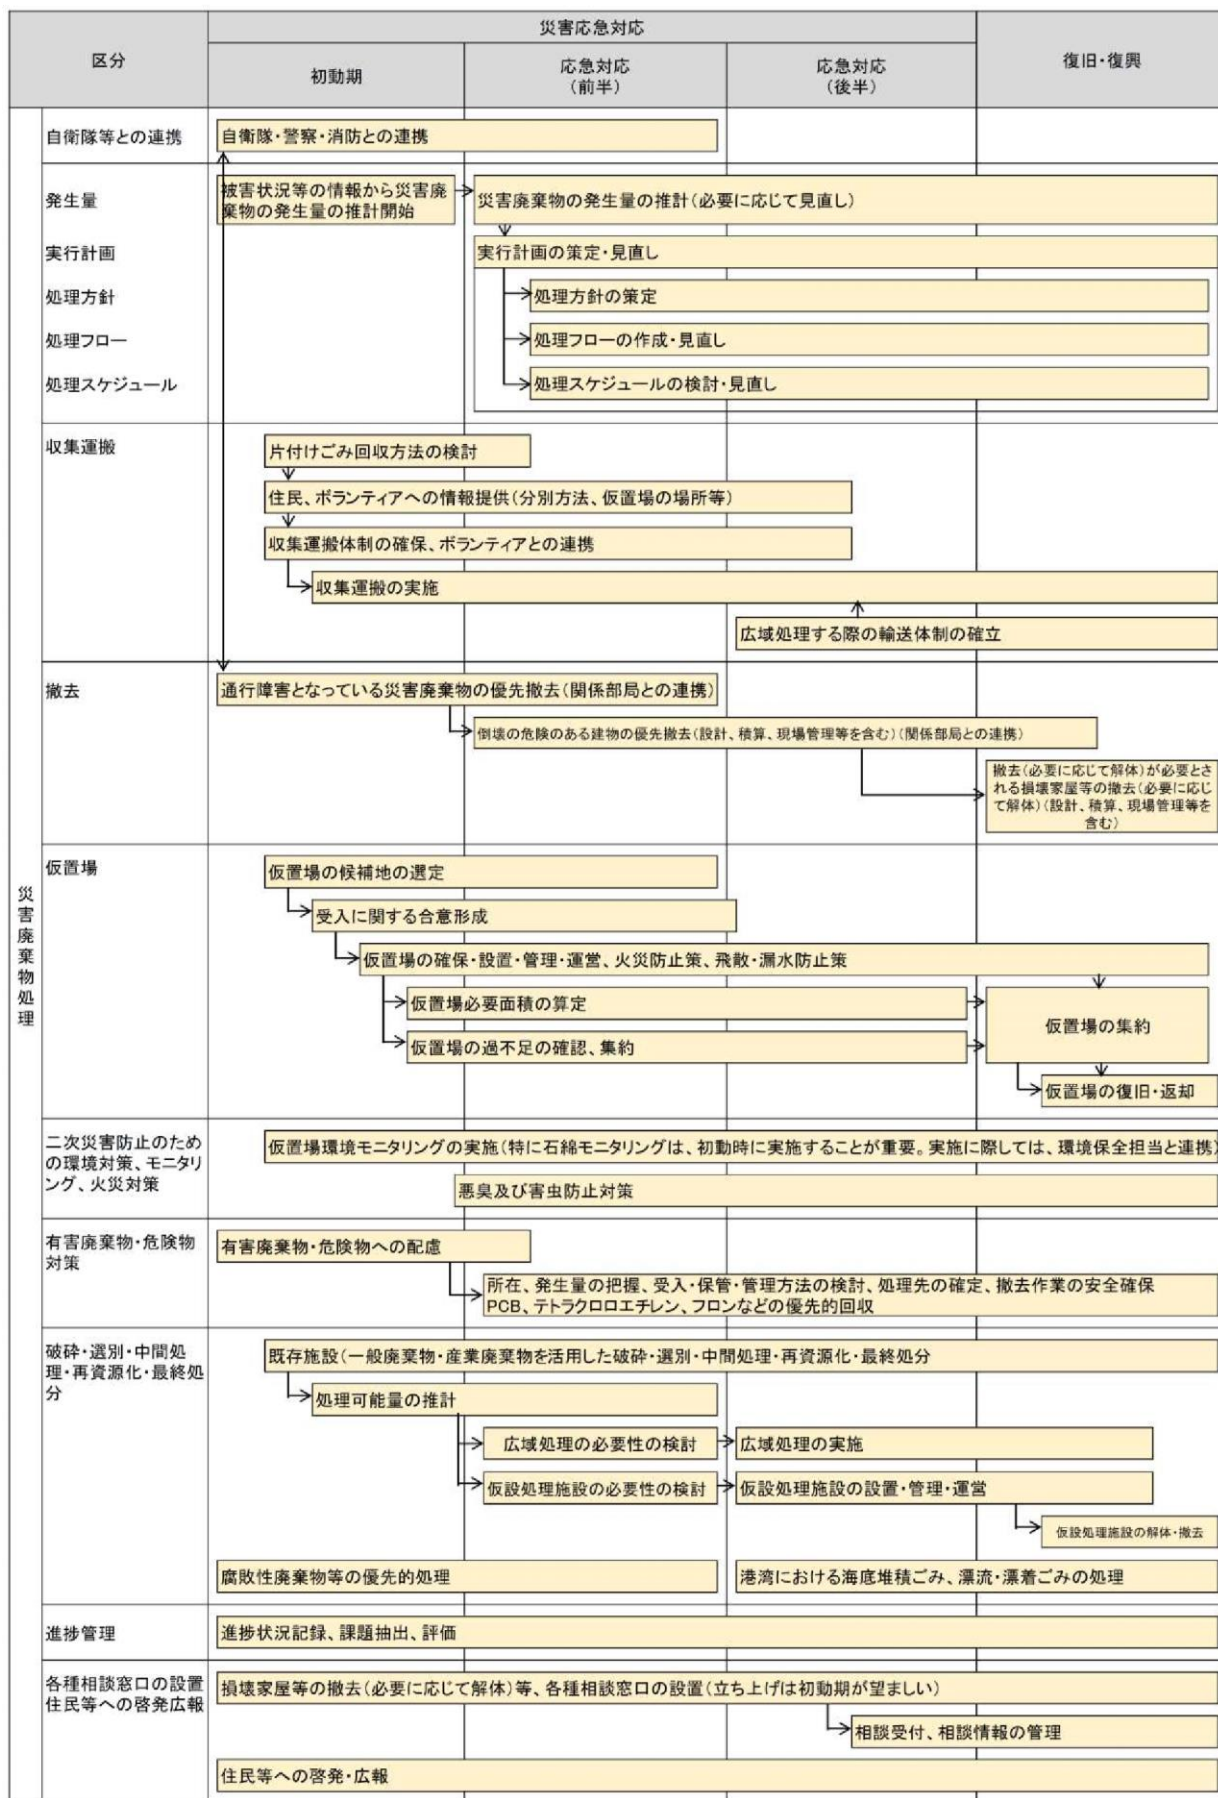 区分
災害応急対応
初動期
応急対応
(前半)
応急対応
(後半)
復旧・復興
災害廃棄物処理
自衛隊等との連携
自衛隊・警察・消防との連携
発生量
被害状況等の情報から災害廃
棄物の発生量の推計開始
災害廃棄物の発生量の推計(必要に応じて見直し)
実行計画
実行計画の策定・見直し
処理方針
処理方針の策定
処理フロー
処理フローの作成・見直し
処理スケジュール
処理スケジュールの検討・見直し
収集運搬
片付けごみ回収方法の検討
住民、ボランティアへの情報提供(分別方法、仮置場の場所等)
収集運搬体制の確保、ボランティアとの連携
収集運搬の実施
広域処理する際の輸送体制の確立
撤去
通行障害となっている災害廃棄物の優先撤去(関係部局との連携)
倒壊の危険のある建物の優先撤去(設計、積算、現場管理等を含む)(関係部局との連携)
撤去(必要に応じて解体)が必要とさ
れる損壊家屋等の撤去(必要に応じ
て解体)(設計、積算、現場管理等を
含む)
仮置場
仮置場の候補地の選定
受入に関する合意形成
仮置場の確保・設置・管理・運営、火災防止策、飛散・漏水防止策
仮置場必要面積の算定
仮置場の過不足の確認、集約
仮置場の集約
仮置場の復旧・返却
二次災害防止のため
の環境対策、モニタリ
ング、火災対策
仮置場環境モニタリングの実施(特に石綿モニタリングは、初動時に実施することが重要。実施に際しては、環境保全担当と連携)
悪臭及び害虫防止対策
有害廃棄物・危険物
対策
有害廃棄物・危険物への配慮
所在、発生量の把握、受入・保管・管理方法の検討、処理先の確定、撤去作業の安全確保
PCB、テトラクロロエチレン、フロンなどの優先的回収
破砕・選別・中間処
理・再資源化・最終処
分
既存施設(一般廃棄物・産業廃棄物を活用した破砕・選別・中間処理・再資源化・最終処分
処理可能量の推計
広域処理の必要性の検討
広域処理の実施
仮設処理施設の必要性の検討
仮設処理施設の設置・管理・運営
仮設処理施設の解体・撤去
腐敗性廃棄物等の優先的処理
港湾における海底堆積ごみ、漂流・漂着ごみの処理
進捗管理
進捗状況記録、課題抽出、評価
各種相談窓口の設置
住民等への啓発広報
損壊家屋等の撤去(必要に応じて解体)等、各種相談窓口の設置(立ち上げは初動期が望ましい)
相談受付、相談情報の管理
住民等への啓発・広報